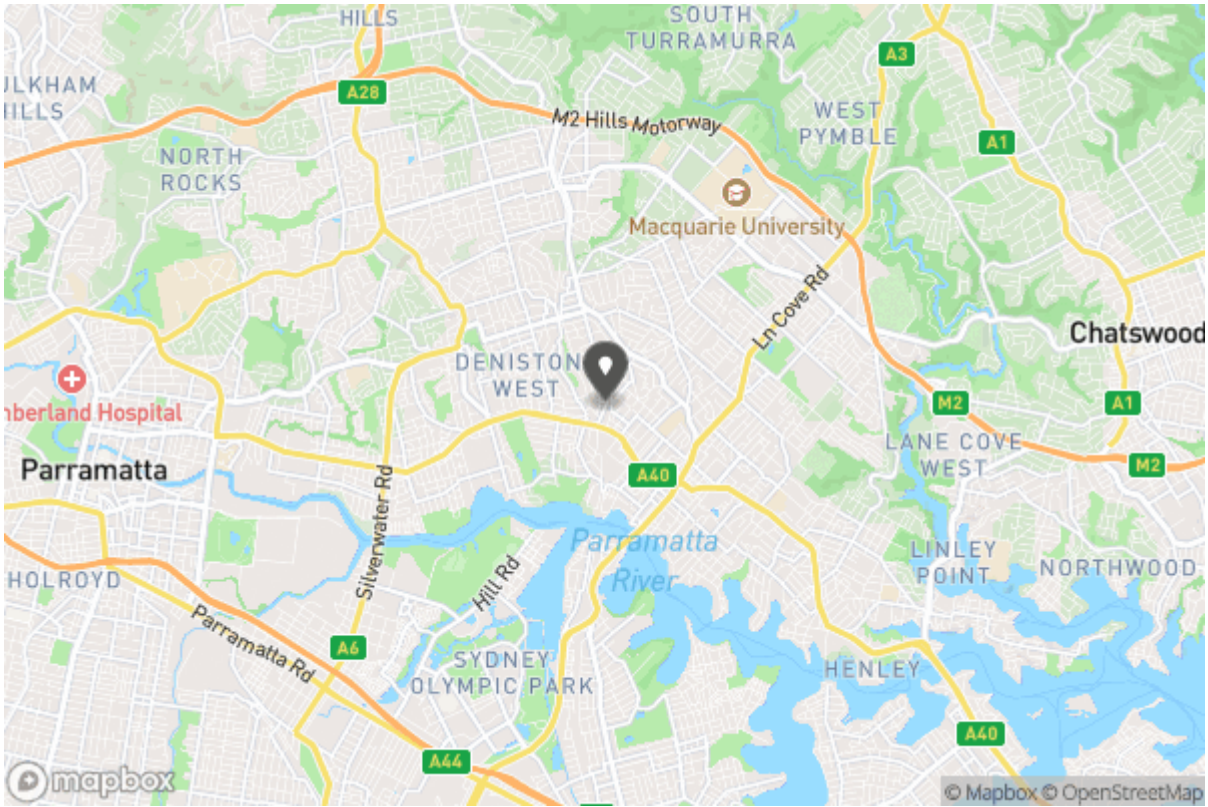 HILLS
SOUTH
TURRAMURRA
A3
ULKHAM
HILLS
A28
M2 Hills Motorway
WEST
PYMBLE
A1
NORTH
ROCKS
Macquarie University
Ln Cove Rd
Chatswood
DENISTON
WEST
mberland Hospital
M2
A1
LANE COVE
WEST
M2
Parramatta
A40
Silverwater Rd
Parramatta
River
Hill Rd
LINLEY
POINT
NORTHWOOD
HOLROYD
Parramatta Rd
A6
SYDNEY
OLYMPIC PARK
HENLEY
A40
A44
mapbox
© Mapbox © OpenStreetMap